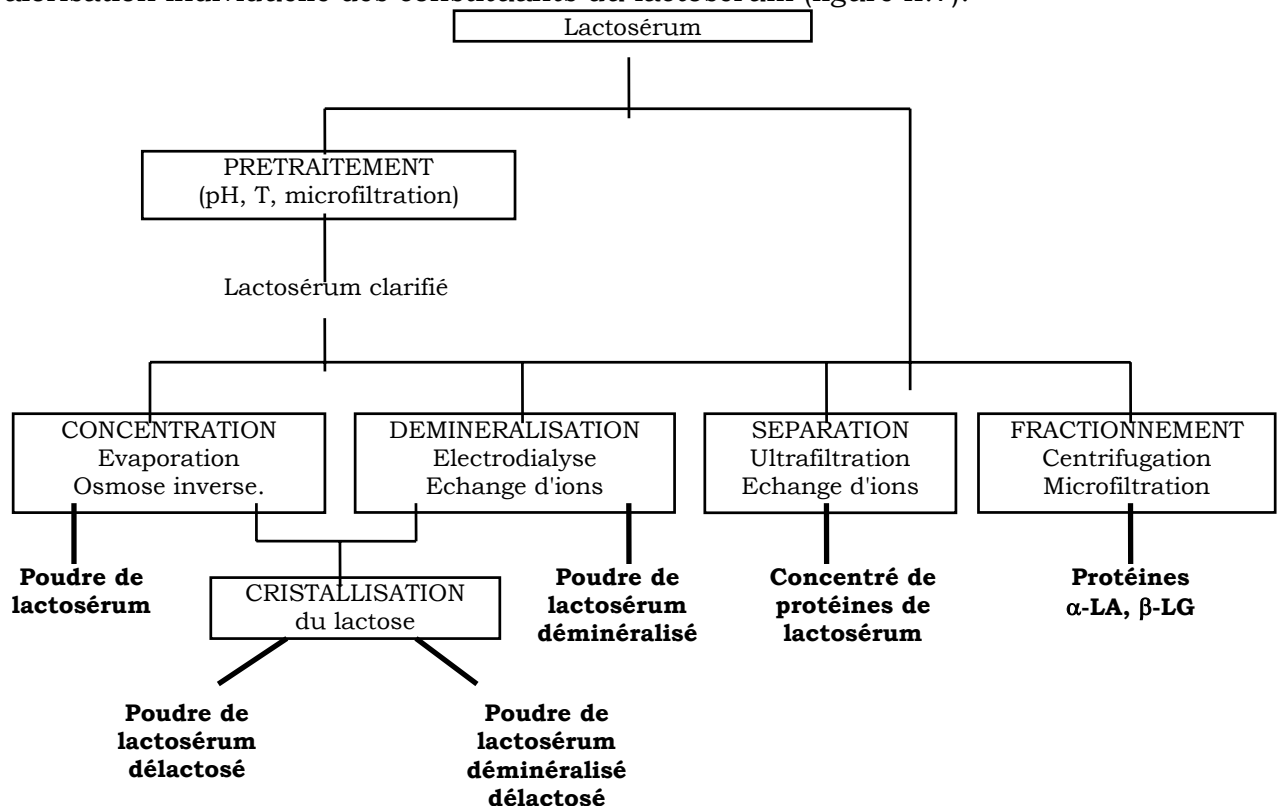 alorisation individuelle des constituants du lactosérum (figure II.7).
Lactosérum
PRETRAITEMENT
(pH, T, microfiltration)
Lactosérum clarifié
CONCENTRATION
Evaporation
Osmose inverse.
DEMINERALISATION
Electrodialyse
Echange d'ions
SEPARATION
Ultrafiltration
Echange d'ions
FRACTIONNEMENT
Centrifugation
Microfiltration
Poudre de
lactosérum
CRISTALLISATION
du lactose
Poudre de
lactosérum
déminéralisé
Concentré de
protéines de
lactosérum
Protéines
α-LA, β-LG
Poudre de
lactosérum
délactosé
Poudre de
lactosérum
déminéralisé
délactosé